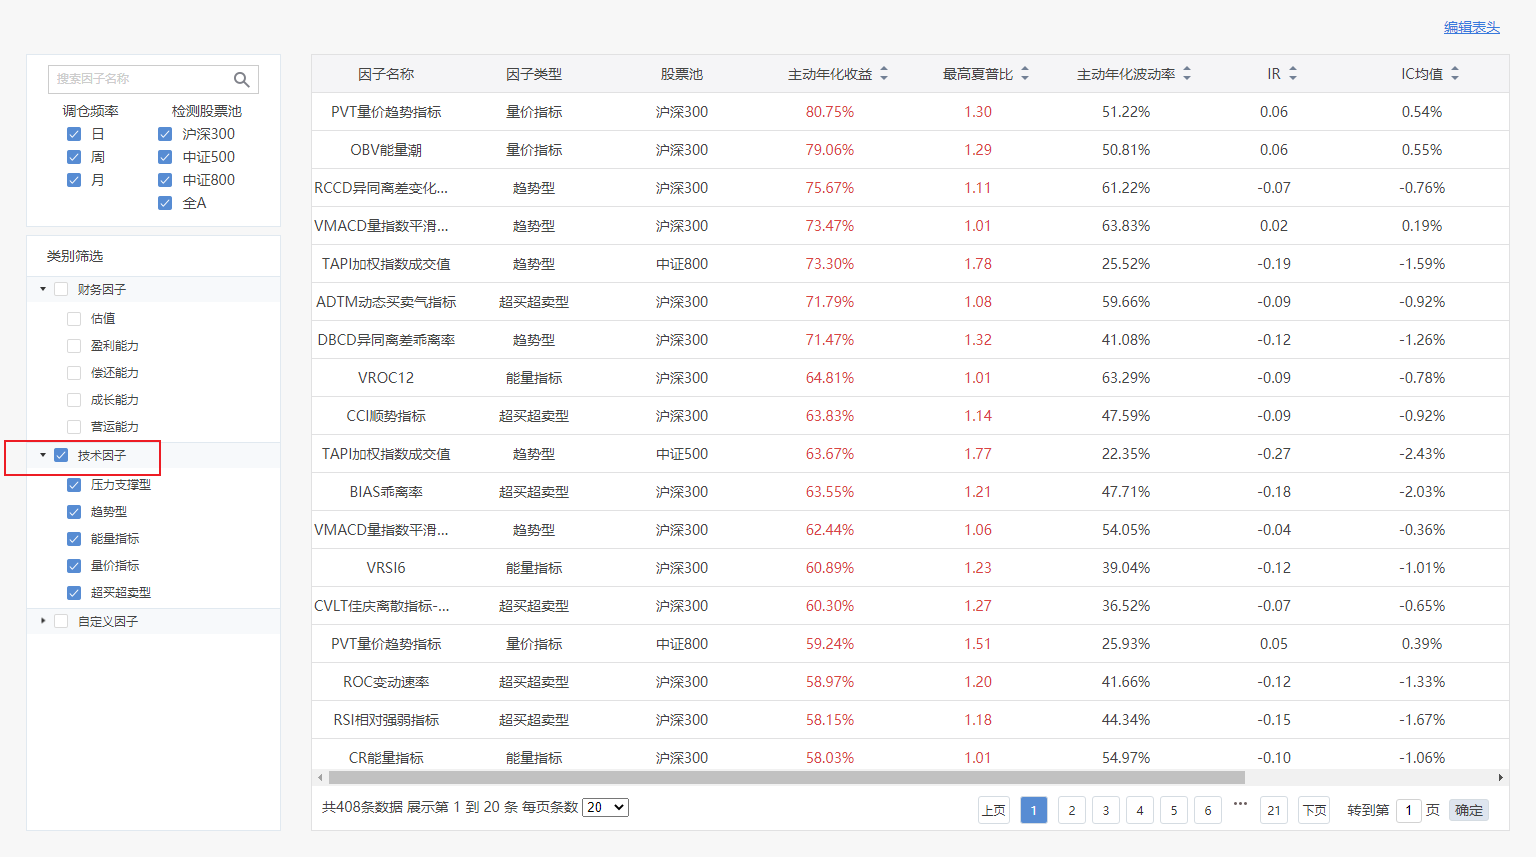 编辑表头
搜索因子名称
调仓频率 检测股票池
日 沪深300
周 中证500
月 中证800
全A
类别筛选
财务因子
估值
盈利能力
偿还能力
成长能力
营运能力
技术因子
压力支撑型
趋势型
能量指标
量价指标
超买超卖型
自定义因子
因子名称 因子类型 股票池 主动年化收益 最高夏普比 主动年化波动率 IR IC均值
PVT量价趋势指标 量价指标 沪深300 80.75% 1.30 51.22% 0.06 0.54%
OBV能量潮 量价指标 沪深300 79.06% 1.29 50.81% 0.06 0.55%
RCCD异同离差变化... 趋势型 沪深300 75.67% 1.11 61.22% -0.07 -0.76%
VMACD量指数平滑... 趋势型 沪深300 73.47% 1.01 63.83% 0.02 0.19%
TAPI加权指数成交值 趋势型 中证800 73.30% 1.78 25.52% -0.19 -1.59%
ADTM动态买卖气指标 超买超卖型 沪深300 71.79% 1.08 59.66% -0.09 -0.92%
DBCD异同离差乖离率 趋势型 沪深300 71.47% 1.32 41.08% -0.12 -1.26%
VROC12 能量指标 沪深300 64.81% 1.01 63.29% -0.09 -0.78%
CCI顺势指标 超买超卖型 沪深300 63.83% 1.14 47.59% -0.09 -0.92%
TAPI加权指数成交值 趋势型 中证500 63.67% 1.77 22.35% -0.27 -2.43%
BIAS乖离率 超买超卖型 沪深300 63.55% 1.21 47.71% -0.18 -2.03%
VMACD量指数平滑... 趋势型 沪深300 62.44% 1.06 54.05% -0.04 -0.36%
VRSI6 能量指标 沪深300 60.89% 1.23 39.04% -0.12 -1.01%
CVLT佳庆离散指标-... 超买超卖型 沪深300 60.30% 1.27 36.52% -0.07 -0.65%
PVT量价趋势指标 量价指标 中证800 59.24% 1.51 25.93% 0.05 0.39%
ROC变动速率 超买超卖型 沪深300 58.97% 1.20 41.66% -0.12 -1.33%
RSI相对强弱指标 超买超卖型 沪深300 58.15% 1.18 44.34% -0.15 -1.67%
CR能量指标 能量指标 沪深300 58.03% 1.01 54.97% -0.10 -1.06%
共408条数据 展示第 1 到 20 条 每页条数 20 上页 1 2 3 4 5 6 ... 21 下页 转到第 1 页 确定